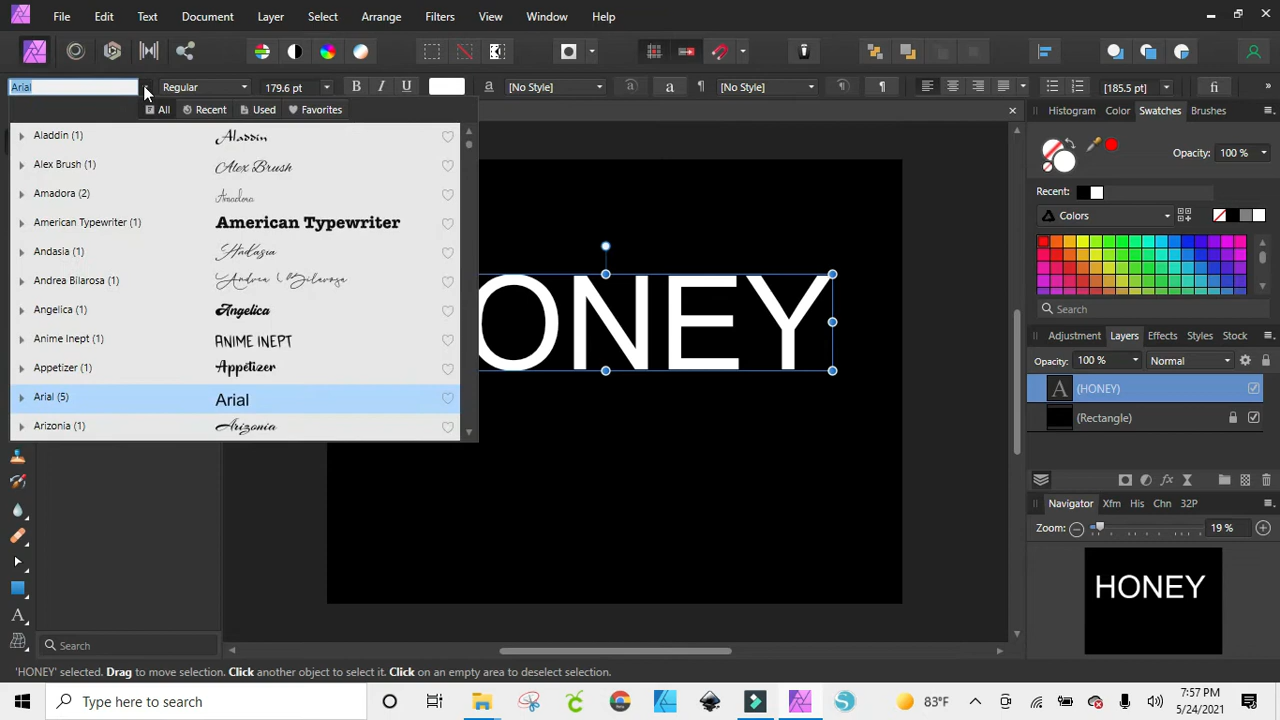 File Edit Text Document Layer Select Arrange Filters View Window Help
Arial Regular 179.6 pt B I U a [No Style] a a ¶ [No Style] [185.5 pt] fi »
All Recent Used Favorites
Aladdin (1) Aladdin
Alex Brush (1) Alex Brush
Amadora (2) Amadora
American Typewriter (1) American Typewriter
Andasia (1) Andasia
Andrea Bilarosa (1) Andrea Bilarosa
Angelica (1) Angelica
Anime Inept (1) ANIME INEPT
Appetizer (1) Appetizer
Arial (5) Arial
Arizonia (1) Arizonia
ONEY
Histogram Color Swatches Brushes
Opacity: 100 %
Recent:
Colors
Search
Adjustment Layers Effects Styles Stock
Opacity: 100 % Normal
A (HONEY)
(Rectangle)
Navigator Xfm His Chn 32P
Zoom: 19 %
HONEY
Search
'HONEY' selected. Drag to move selection. Click another object to select it. Click on an empty area to deselect selection.
Type here to search
83°F
7:57 PM
5/24/2021